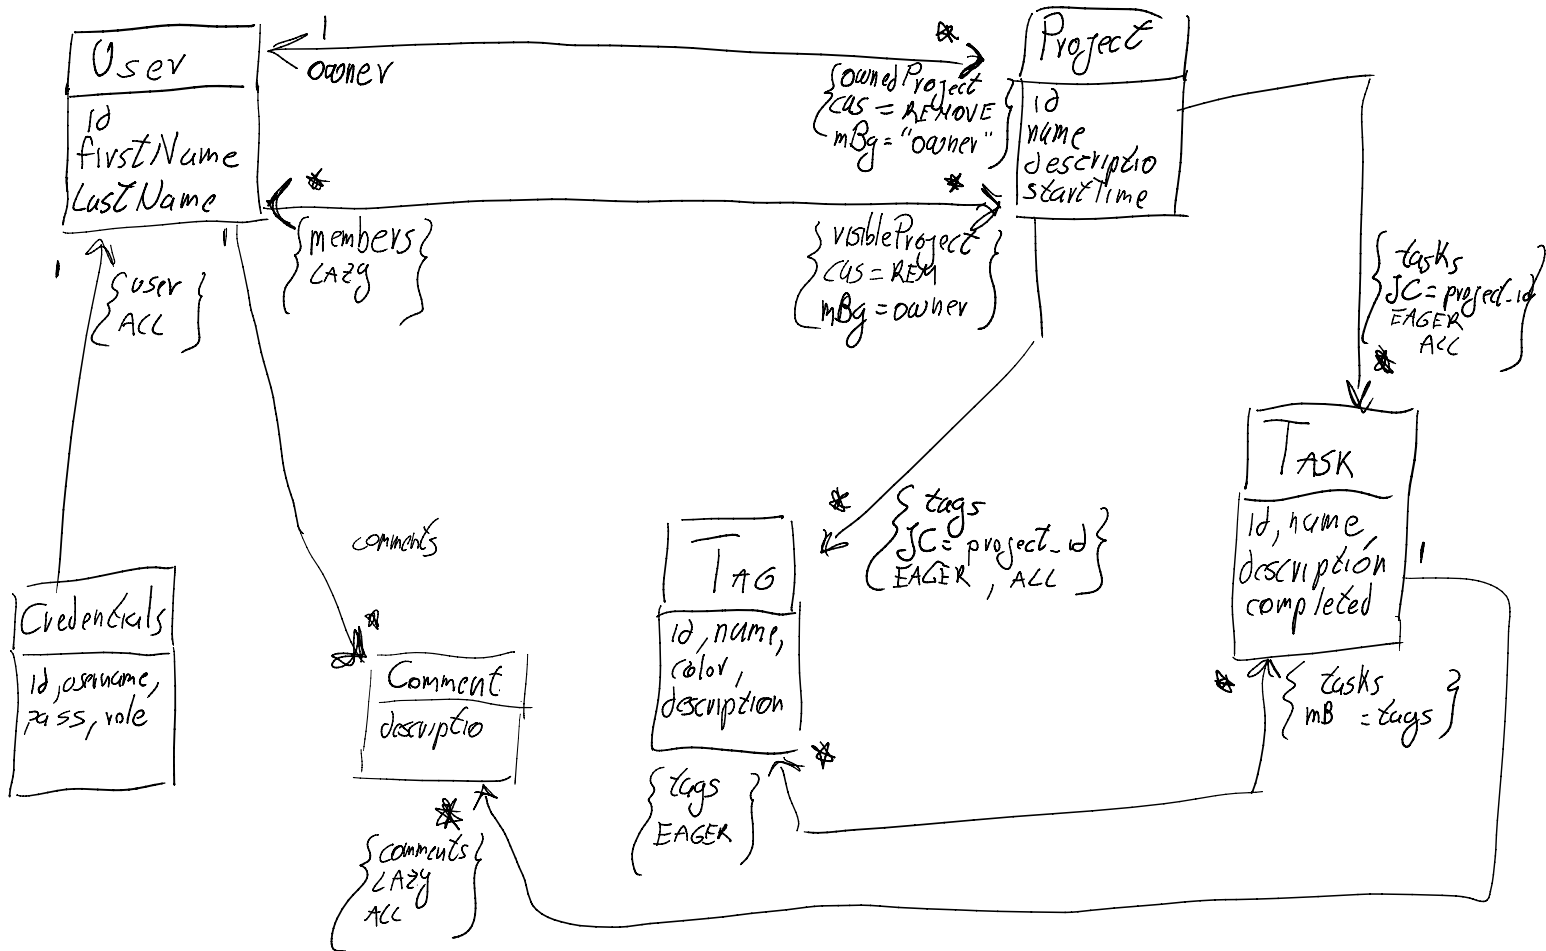 User
id
firstName
LastName
1
owner
*
{ownedProject
cas = REMOVE
mBy = "owner"}
Project
id
name
descriptio
startTime
*
{members
LAZY}
*
{visibleProject
cas = REM
mBy = owner}
1
{user
ALL}
1
{tasks
JC = project_id
EAGER
ALL}
*
TASK
id, name,
description
completed
1
*
{tags
JC = project_id
EAGER, ALL}
TAG
id, name,
color,
description
*
{tags
EAGER}
*
{tasks
mB = tags}
comments
*
Comment
descriptio
*
{comments
LAZY
ALL}
Credentials
id, username,
pass, role